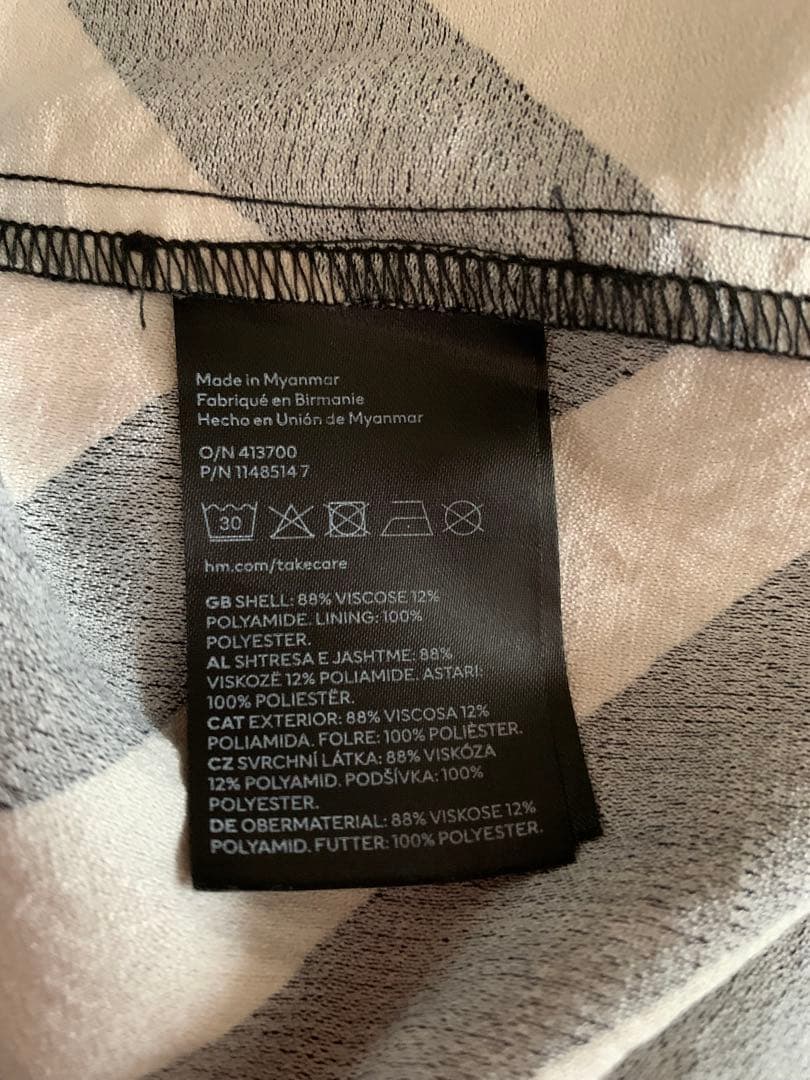 Made in Myanmar
Fabriqué en Birmanie
Hecho en Unión de Myanmar
O/N 413700
P/N 1148514 7
30
hm.com/takecare
GB SHELL: 88% VISCOSE 12%
POLYAMIDE. LINING: 100%
POLYESTER.
AL SHTRESA E JASHTME: 88%
VISKOZË 12% POLIAMIDE. ASTARI:
100% POLIESTËR.
CAT EXTERIOR: 88% VISCOSA 12%
POLIAMIDA. FOLRE: 100% POLIÈSTER.
CZ SVRCHNÍ LÁTKA: 88% VISKÓZA
12% POLYAMID. PODŠÍVKA: 100%
POLYESTER.
DE OBERMATERIAL: 88% VISKOSE 12%
POLYAMID. FUTTER: 100% POLYESTER.